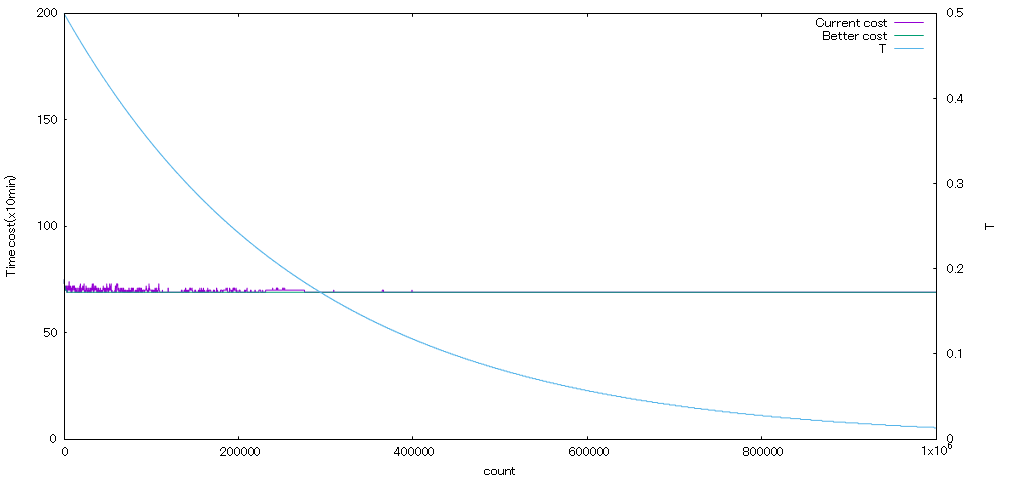 Current cost
Better cost
T
200
150
100
50
0
0.5
0.4
0.3
0.2
0.1
0
Time cost(x10min)
T
0 200000 400000 600000 800000 1x10⁶
count